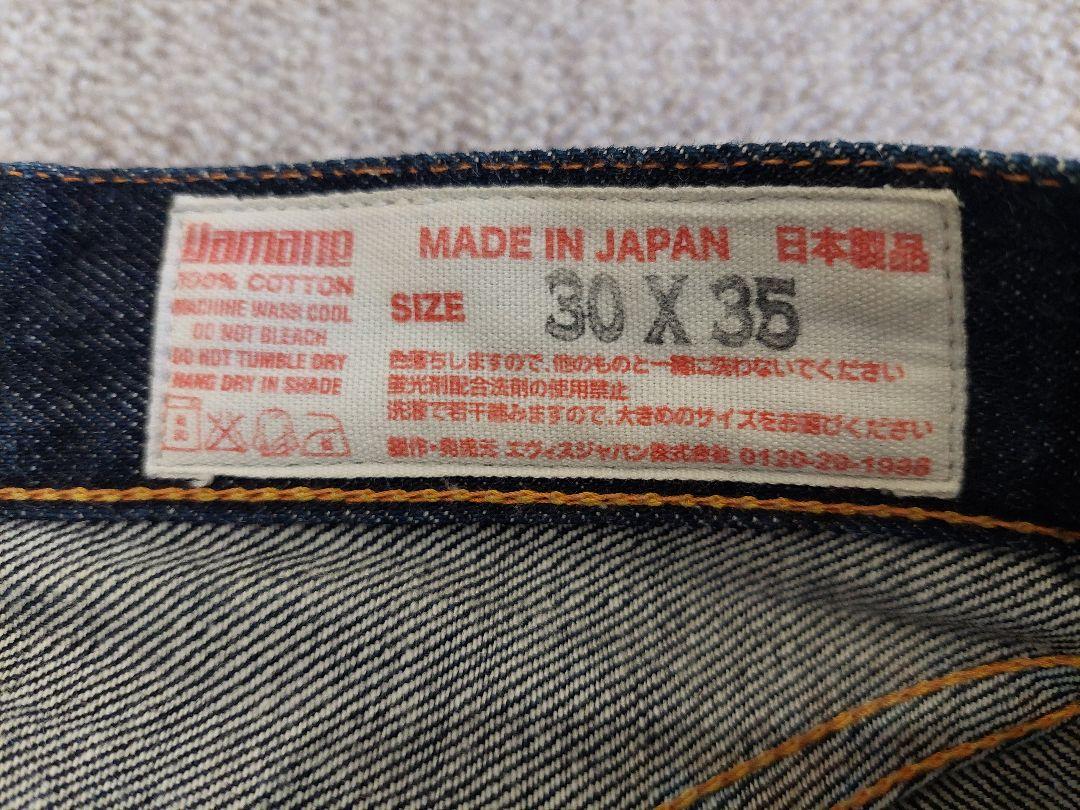 Yamane
100% COTTON
MACHINE WASH COOL
DO NOT BLEACH
DO NOT TUMBLE DRY
HANG DRY IN SHADE
MADE IN JAPAN 日本製品
SIZE 30 X 35
色落ちしますので、他のものと一緒に洗わないでください
蛍光剤配合洗剤の使用禁止
洗濯で若干縮みますので、大きめのサイズをお選びください
製作・発売元 エヴィスジャパン株式会社 0120-29-1998